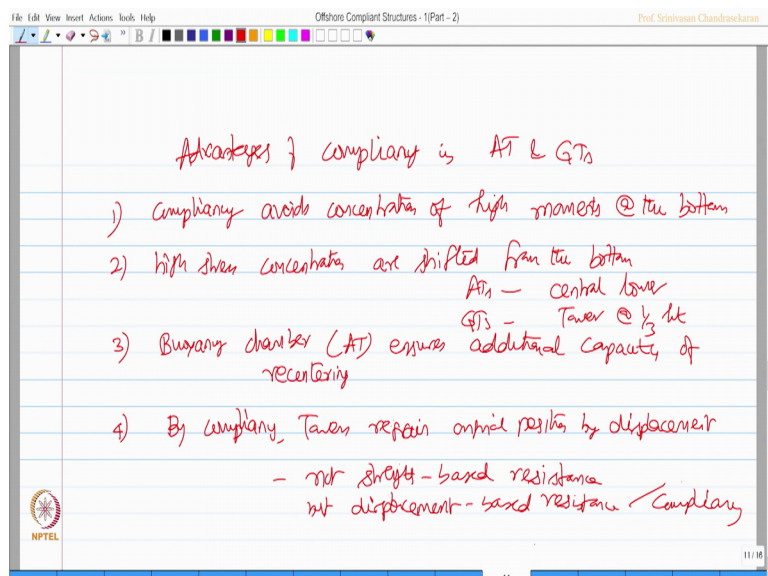 File Edit View Insert Actions Tools Help
Offshore Compliant Structures - 1(Part – 2)
Prof. Srinivasan Chandrasekaran
B I
Advantages of compliancy in AT & GTs
1) Compliancy avoids concentration of high moments @ the bottom
2) high stress concentration are shifted from the bottom
ATs — central tower
GTs — Tower @ 1/3 ht
3) Buoyancy chamber (AT) ensures additional capacity of
recentering
4) By compliancy, Towers regain original position by displacement
— not strength-based resistance
but displacement-based resistance / Compliancy
NPTEL
11 / 16